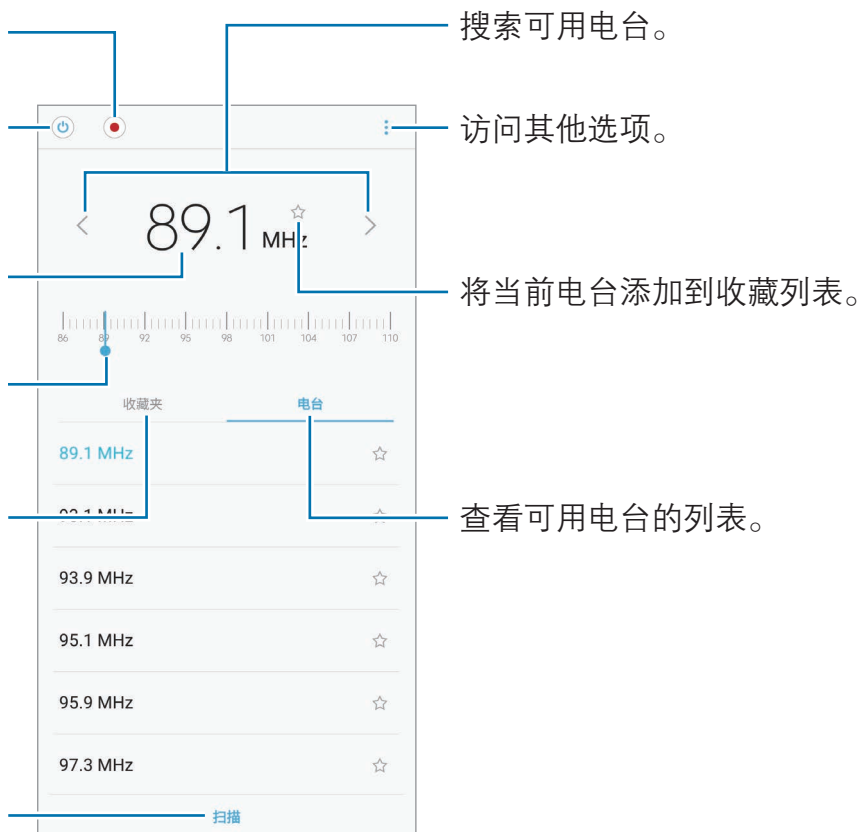 搜索可用电台。
访问其他选项。
89.1 MHz
将当前电台添加到收藏列表。
86 89 92 95 98 101 104 107 110
收藏夹 电台
89.1 MHz
查看可用电台的列表。
93.9 MHz
95.1 MHz
95.9 MHz
97.3 MHz
扫描